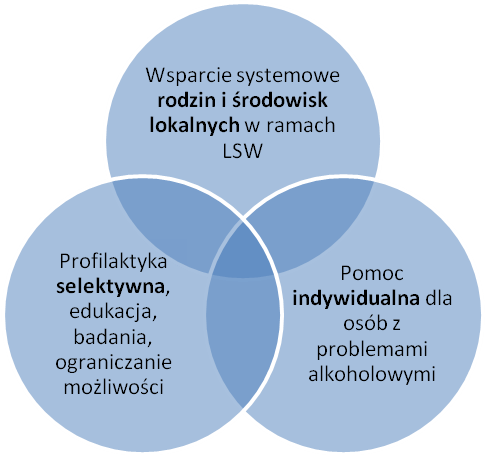 Wsparcie systemowe
rodzin i środowisk
lokalnych w ramach
LSW
Profilaktyka
selektywna,
edukacja,
badania,
ograniczanie
możliwości
Pomoc
indywidualna dla
osób z
problemami
alkoholowymi